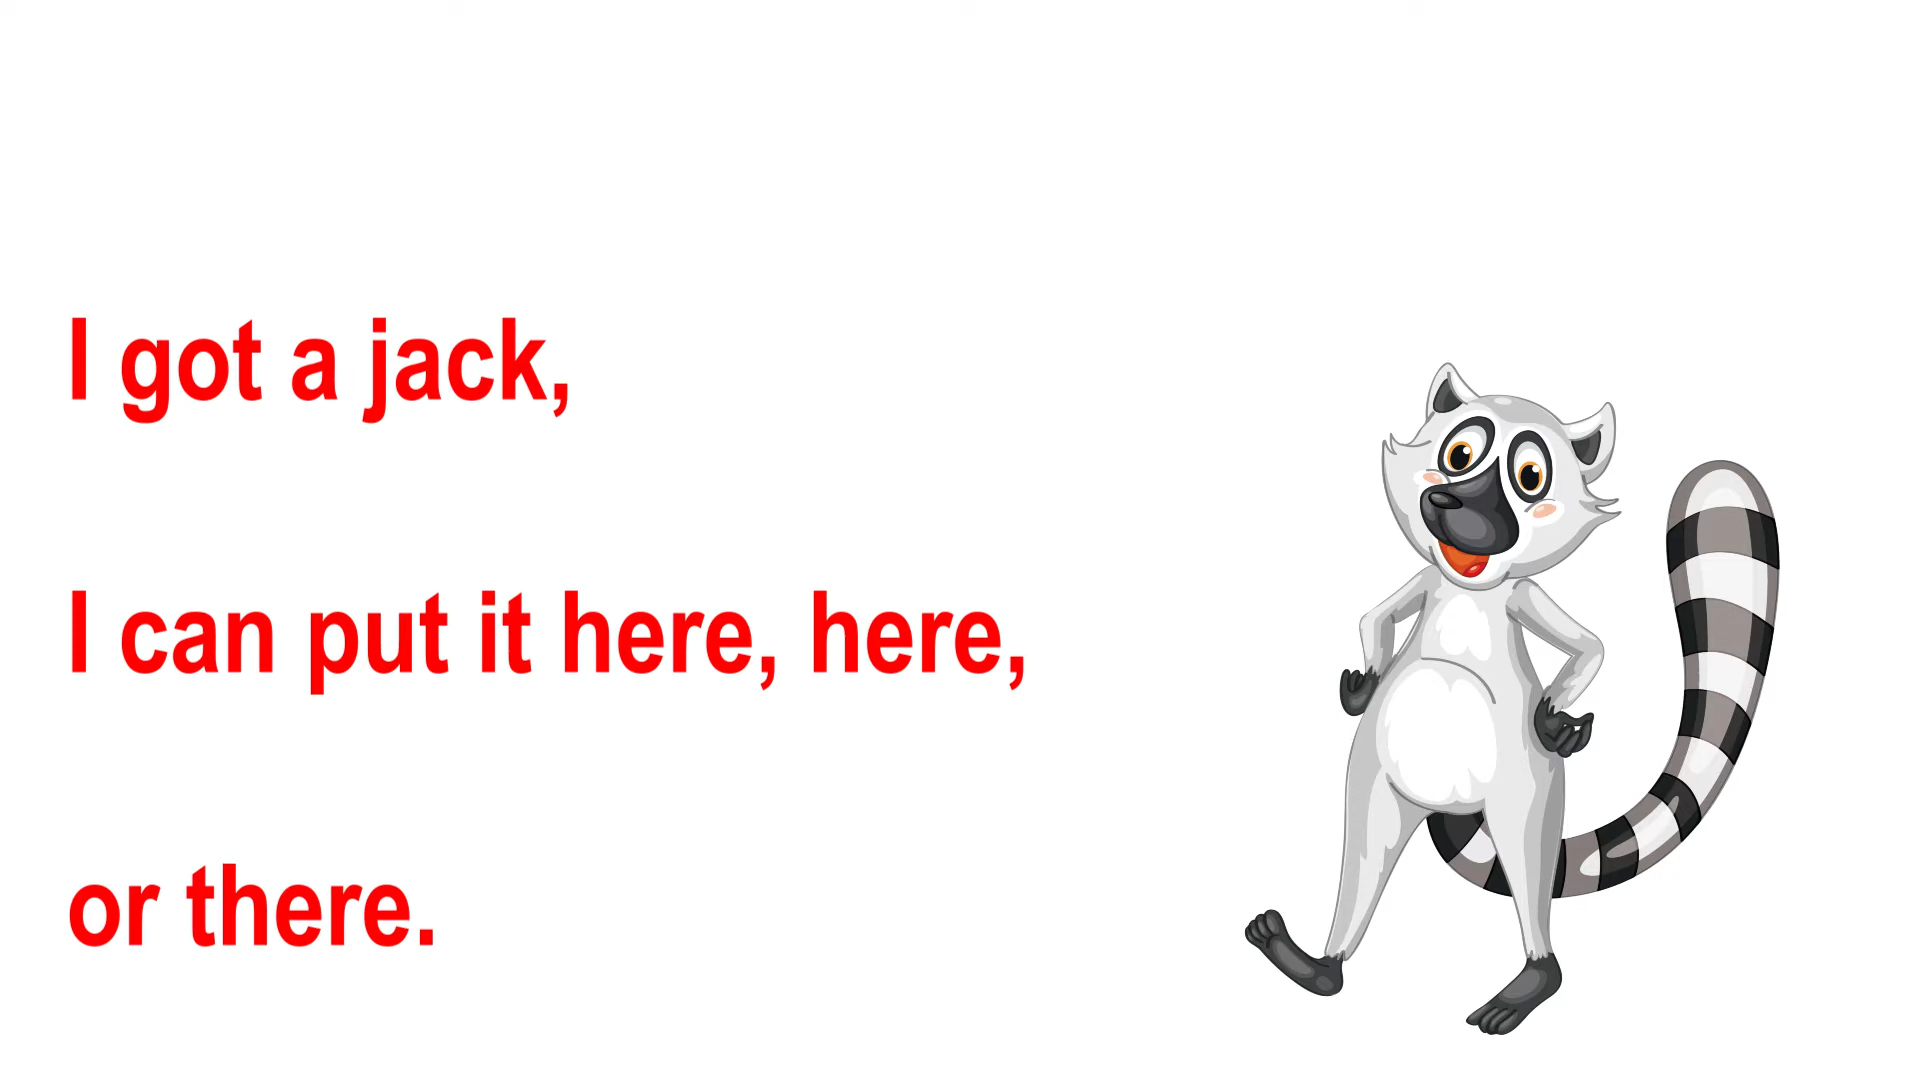 I got a jack,
I can put it here, here,
or there.